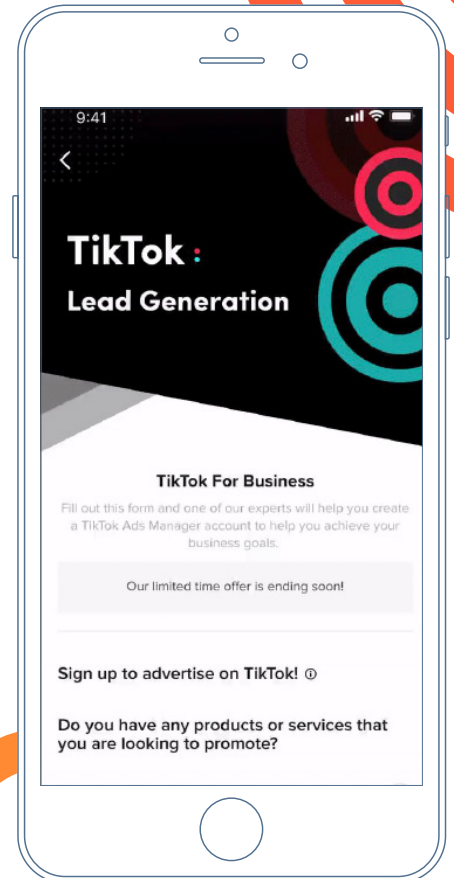 9:41
TikTok:
Lead Generation
TikTok For Business
Fill out this form and one of our experts will help you create
a TikTok Ads Manager account to help you achieve your
business goals.
Our limited time offer is ending soon!
Sign up to advertise on TikTok!
Do you have any products or services that
you are looking to promote?